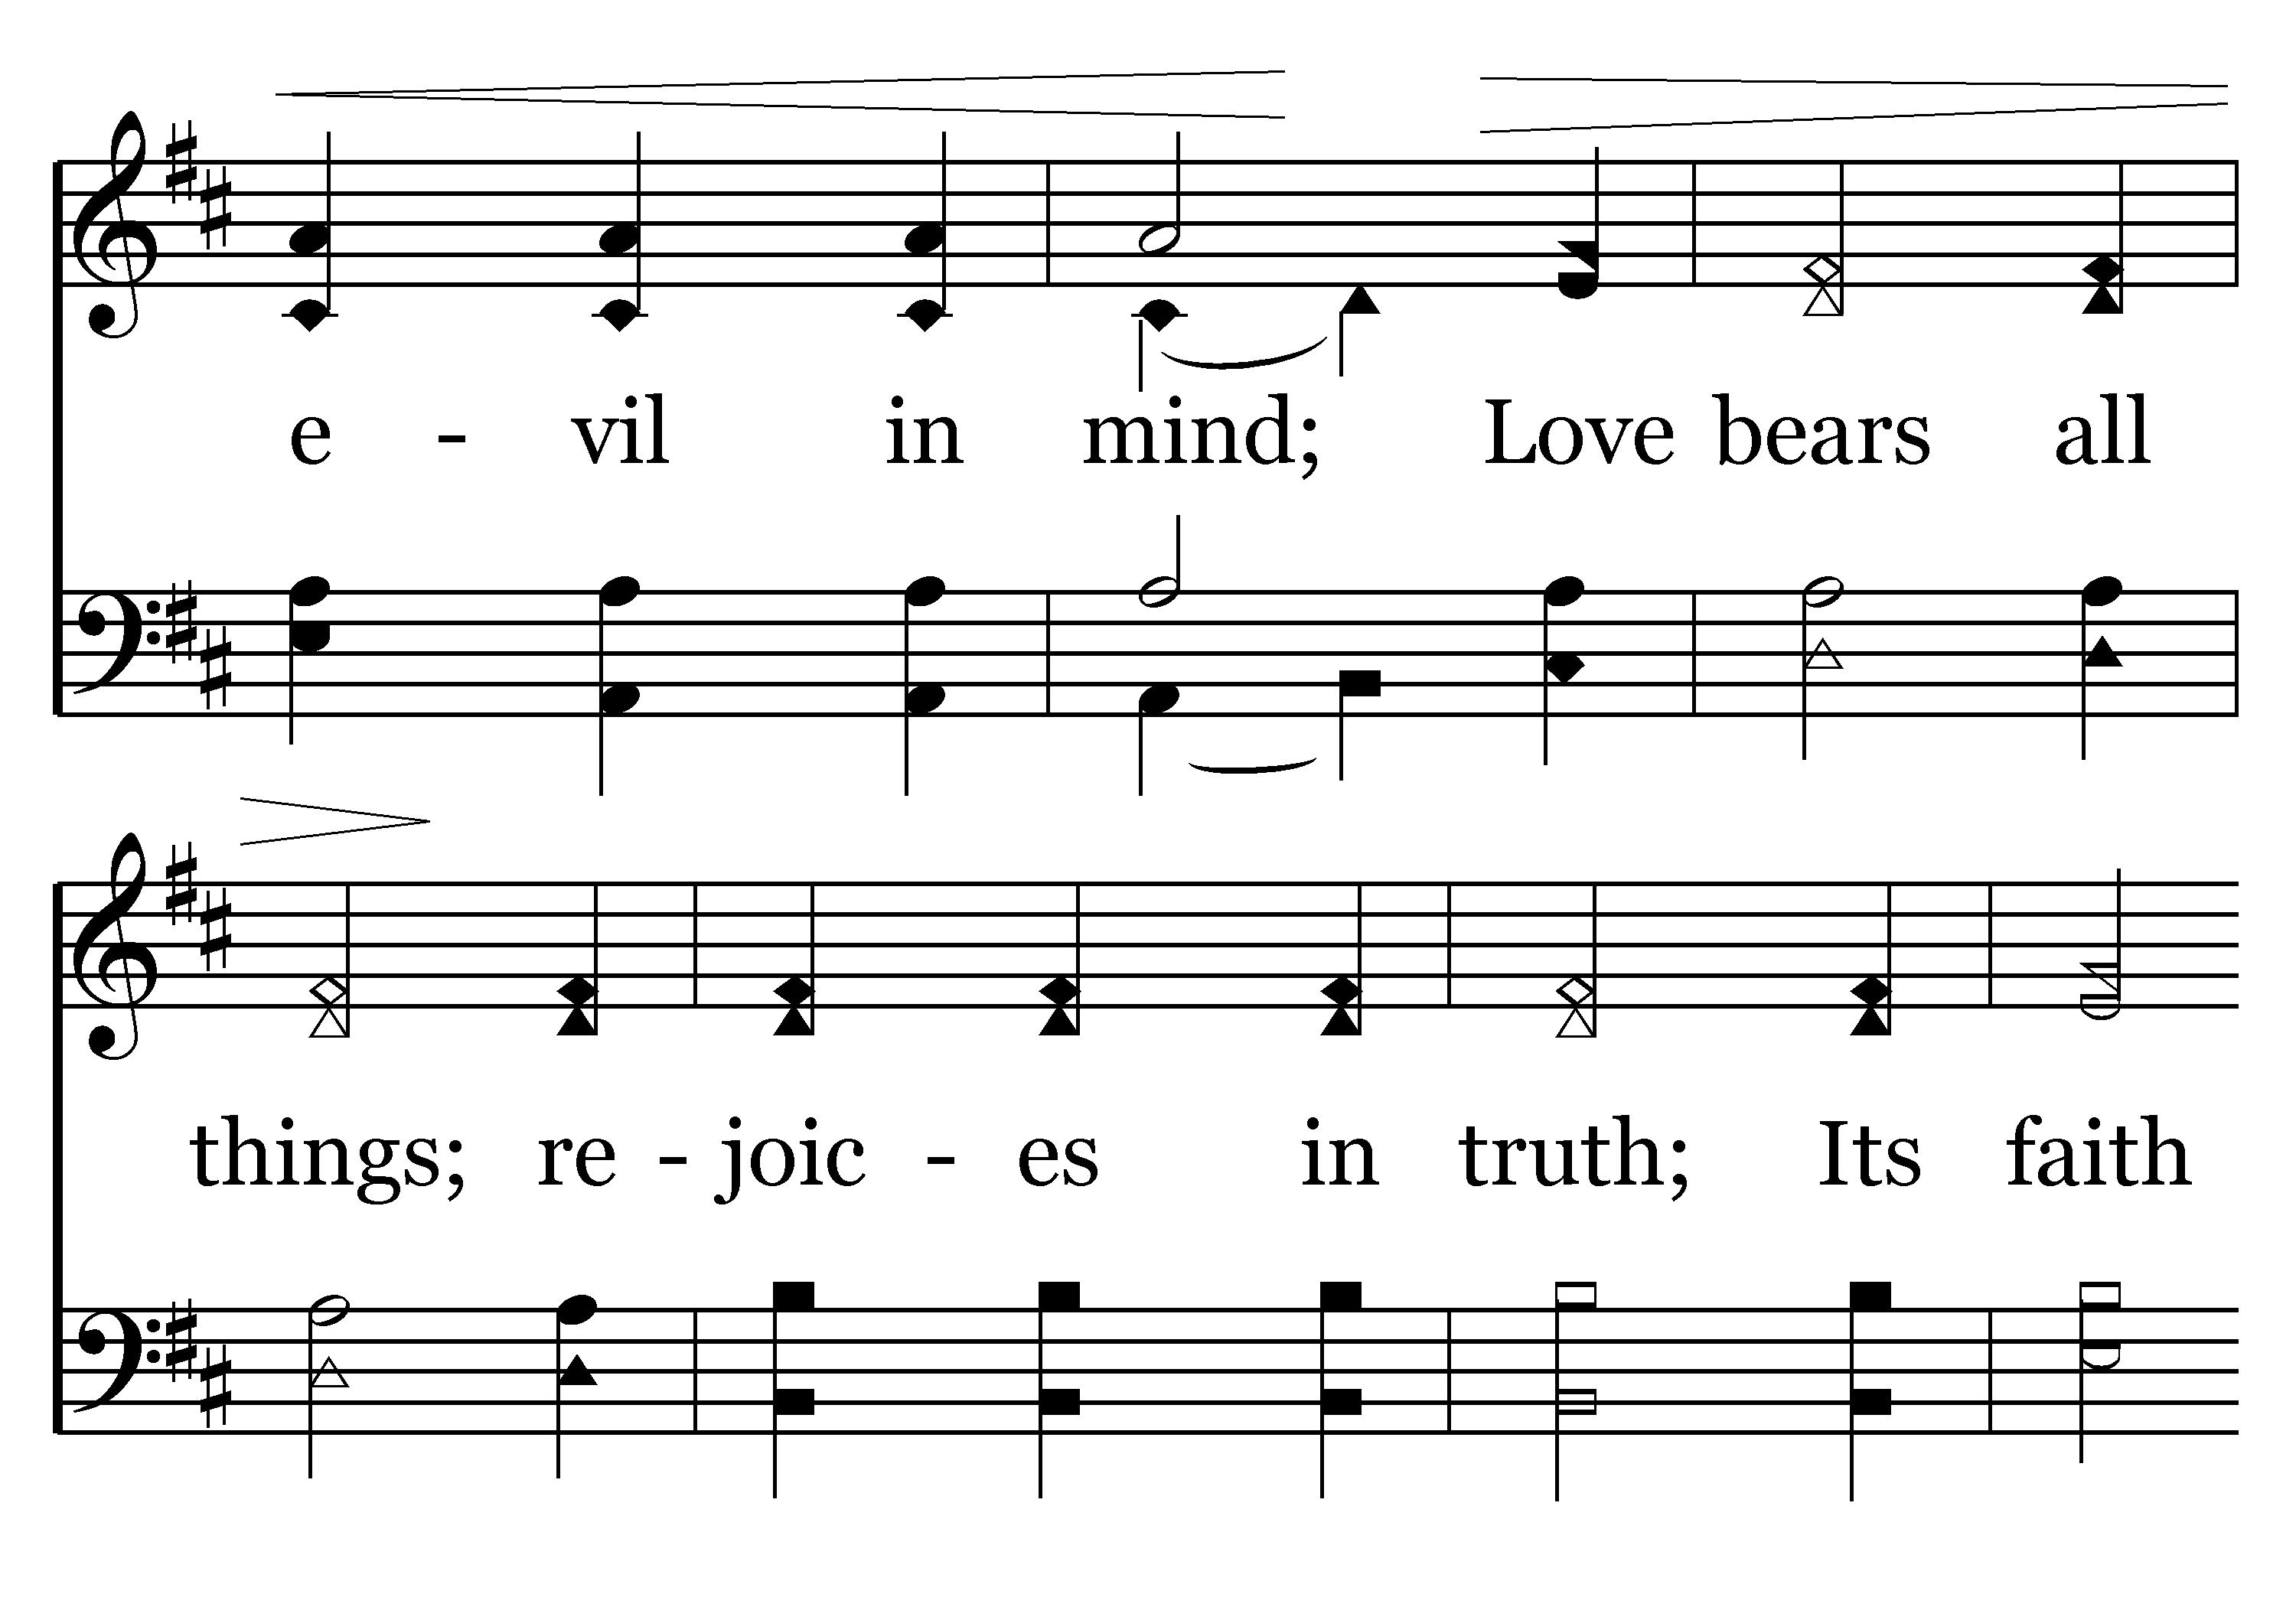 e - vil in mind; Love bears all
things; re - joic - es in truth; Its faith